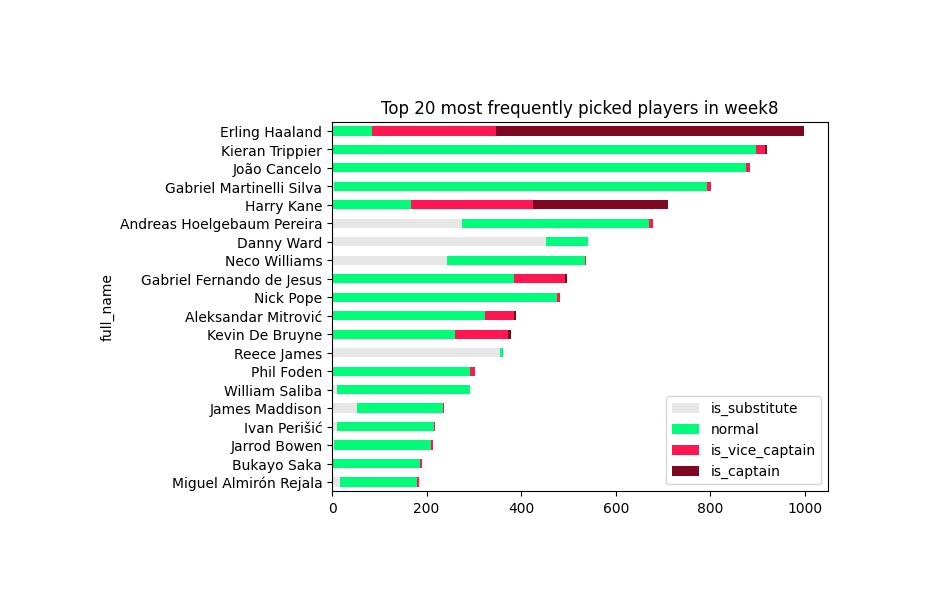 Top 20 most frequently picked players in week8
full_name
Erling Haaland
Kieran Trippier
João Cancelo
Gabriel Martinelli Silva
Harry Kane
Andreas Hoelgebaum Pereira
Danny Ward
Neco Williams
Gabriel Fernando de Jesus
Nick Pope
Aleksandar Mitrović
Kevin De Bruyne
Reece James
Phil Foden
William Saliba
James Maddison
Ivan Perišić
Jarrod Bowen
Bukayo Saka
Miguel Almirón Rejala
is_substitute
normal
is_vice_captain
is_captain
0 200 400 600 800 1000